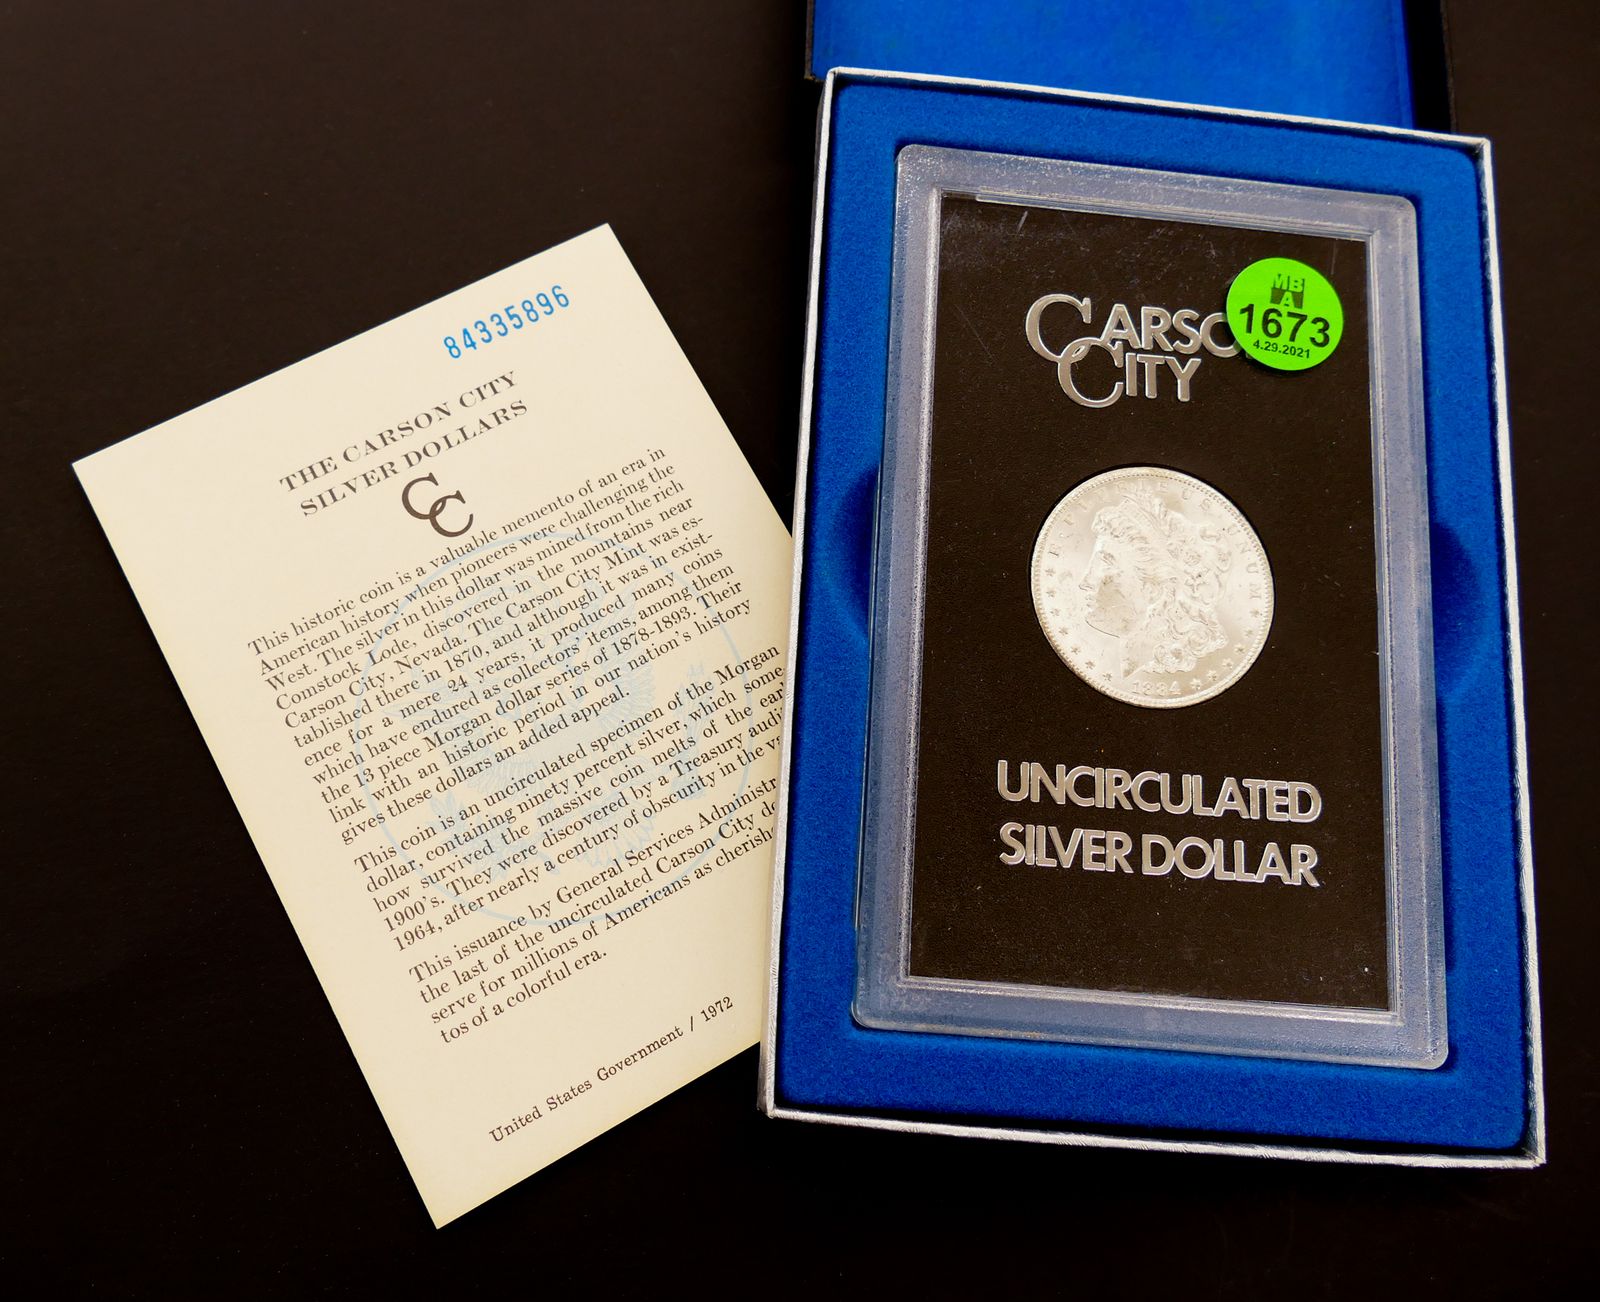 84335896
THE CARSON CITY
SILVER DOLLARS
CC
This historic coin is a valuable memento of an era in
American history when pioneers were challenging the
West. The silver in this dollar was mined from the rich
Comstock Lode, discovered in the mountains near
Carson City, Nevada. The Carson City Mint was es-
tablished there in 1870, and although it was in exist-
ence for a mere 24 years, it produced many coins
which have endured as collectors' items, among them
the 13 piece Morgan dollar series of 1878-1893. Their
link with an historic period in our nation's history
gives these dollars an added appeal.
This coin is an uncirculated specimen of the Morgan
dollar, containing ninety percent silver, which some-
how survived the massive coin melts of the
1900's. They were discovered by a Treasury
1964, after nearly a century of obscurity in the
This issuance by General Services
the last of the uncirculated Carson City
serve for millions of Americans as
tos of a colorful era.
United States Government / 1972
CARSO
CITY
MB
A
1673
4.29.2021
E PLURIBUS UNUM
1884
UNCIRCULATED
SILVER DOLLAR